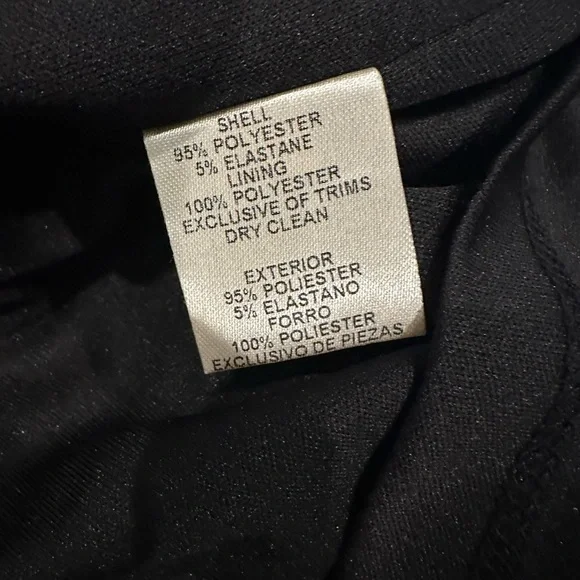 SHELL
95% POLYESTER
5% ELASTANE
LINING
100% POLYESTER
EXCLUSIVE OF TRIMS
DRY CLEAN
EXTERIOR
95% POLIESTER
5% ELASTANO
FORRO
100% POLIESTER
EXCLUSIVO DE PIEZAS